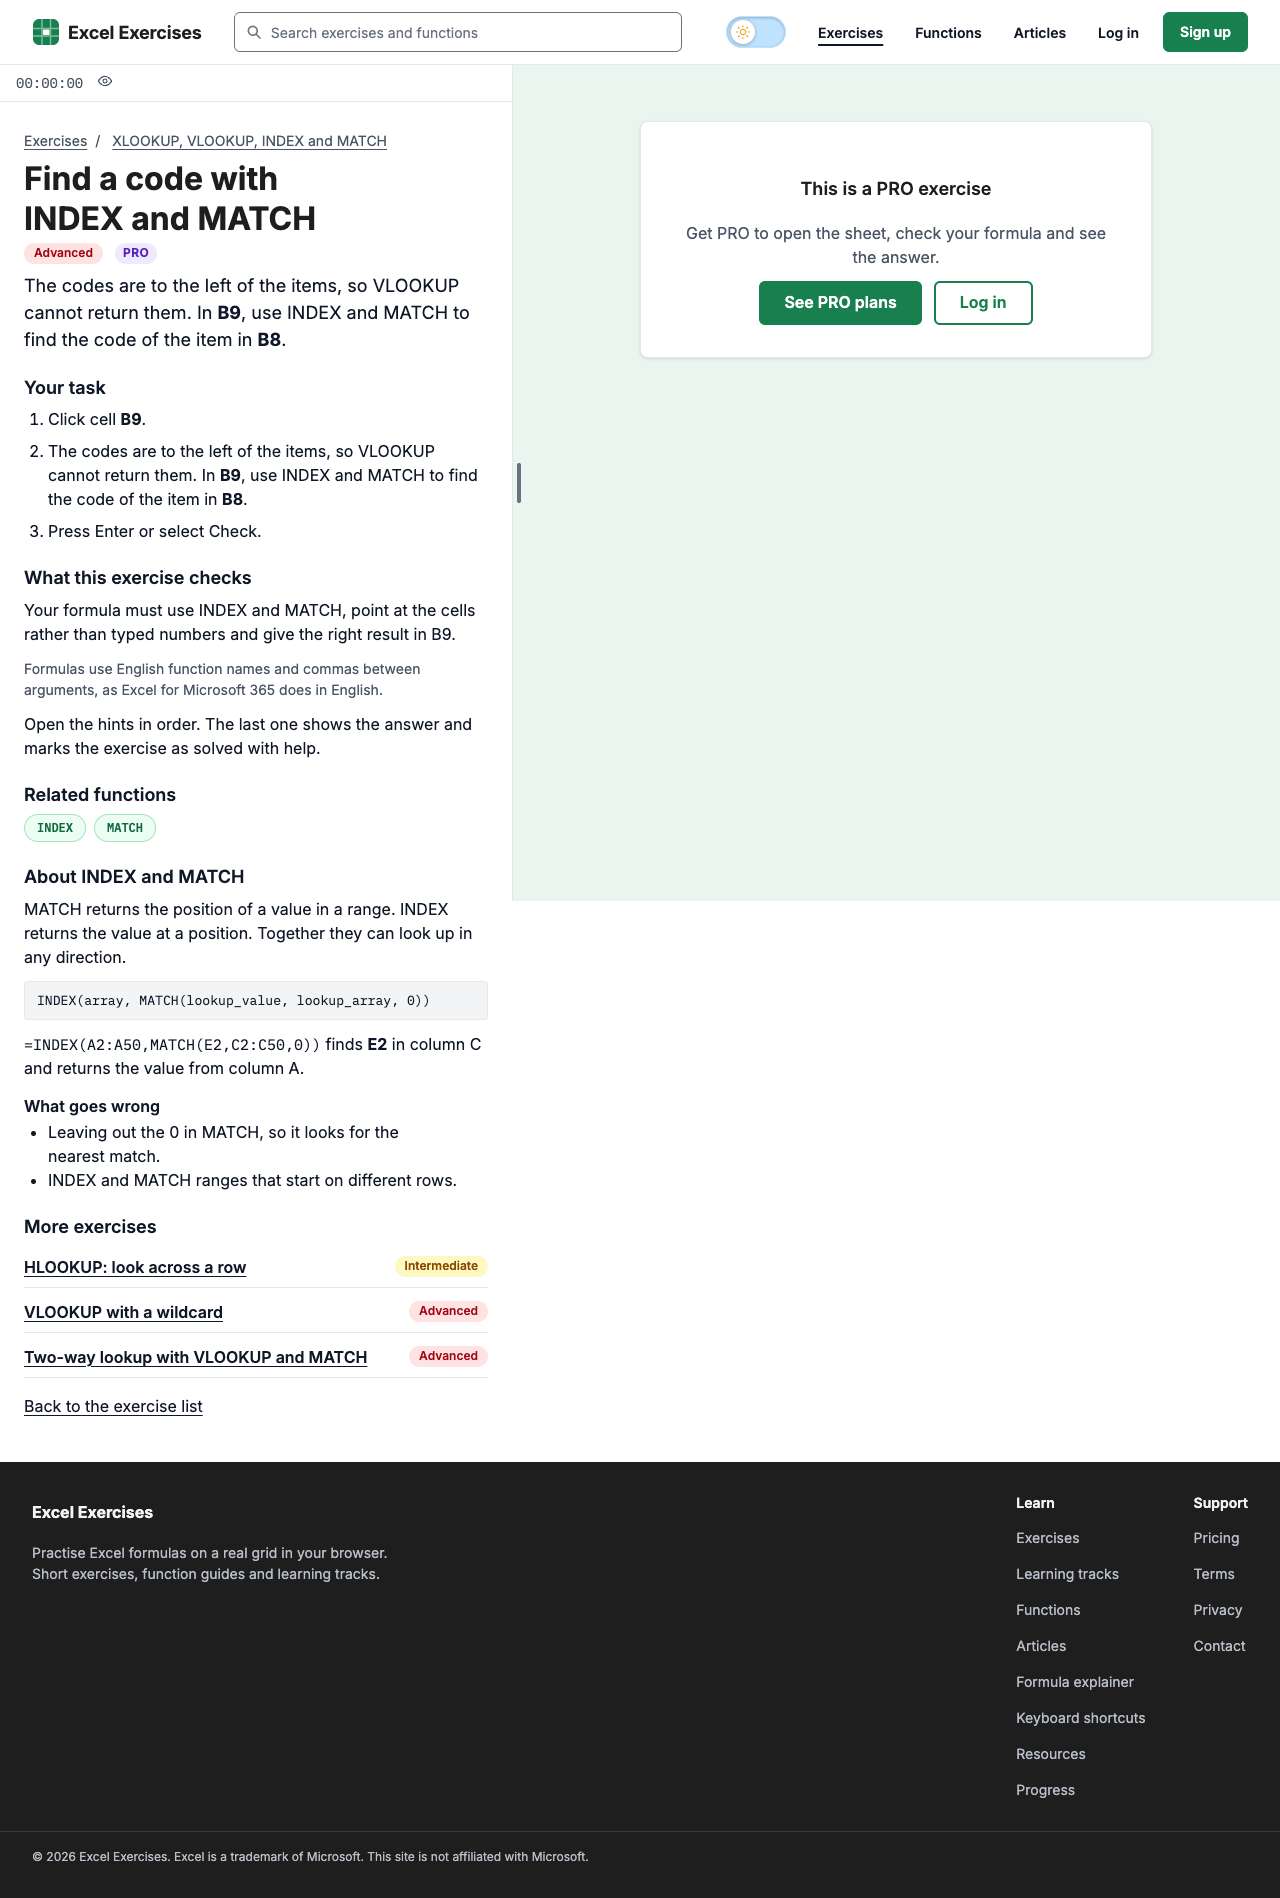 Excel Exercises
Search exercises and functions
Exercises
Functions
Articles
Log in
Sign up
00:00:00
Exercises / XLOOKUP, VLOOKUP, INDEX and MATCH
Find a code with
INDEX and MATCH
Advanced PRO
The codes are to the left of the items, so VLOOKUP
cannot return them. In B9, use INDEX and MATCH to
find the code of the item in B8.
Your task
1. Click cell B9.
2. The codes are to the left of the items, so VLOOKUP
cannot return them. In B9, use INDEX and MATCH to find
the code of the item in B8.
3. Press Enter or select Check.
What this exercise checks
Your formula must use INDEX and MATCH, point at the cells
rather than typed numbers and give the right result in B9.
Formulas use English function names and commas between
arguments, as Excel for Microsoft 365 does in English.
Open the hints in order. The last one shows the answer and
marks the exercise as solved with help.
Related functions
INDEX MATCH
About INDEX and MATCH
MATCH returns the position of a value in a range. INDEX
returns the value at a position. Together they can look up in
any direction.
INDEX(array, MATCH(lookup_value, lookup_array, 0))
=INDEX(A2:A50,MATCH(E2,C2:C50,0)) finds E2 in column C
and returns the value from column A.
What goes wrong
• Leaving out the 0 in MATCH, so it looks for the
nearest match.
• INDEX and MATCH ranges that start on different rows.
More exercises
HLOOKUP: look across a row Intermediate
VLOOKUP with a wildcard Advanced
Two-way lookup with VLOOKUP and MATCH Advanced
Back to the exercise list
This is a PRO exercise
Get PRO to open the sheet, check your formula and see
the answer.
See PRO plans
Log in
Excel Exercises
Practise Excel formulas on a real grid in your browser.
Short exercises, function guides and learning tracks.
Learn
Exercises
Learning tracks
Functions
Articles
Formula explainer
Keyboard shortcuts
Resources
Progress
Support
Pricing
Terms
Privacy
Contact
© 2026 Excel Exercises. Excel is a trademark of Microsoft. This site is not affiliated with Microsoft.